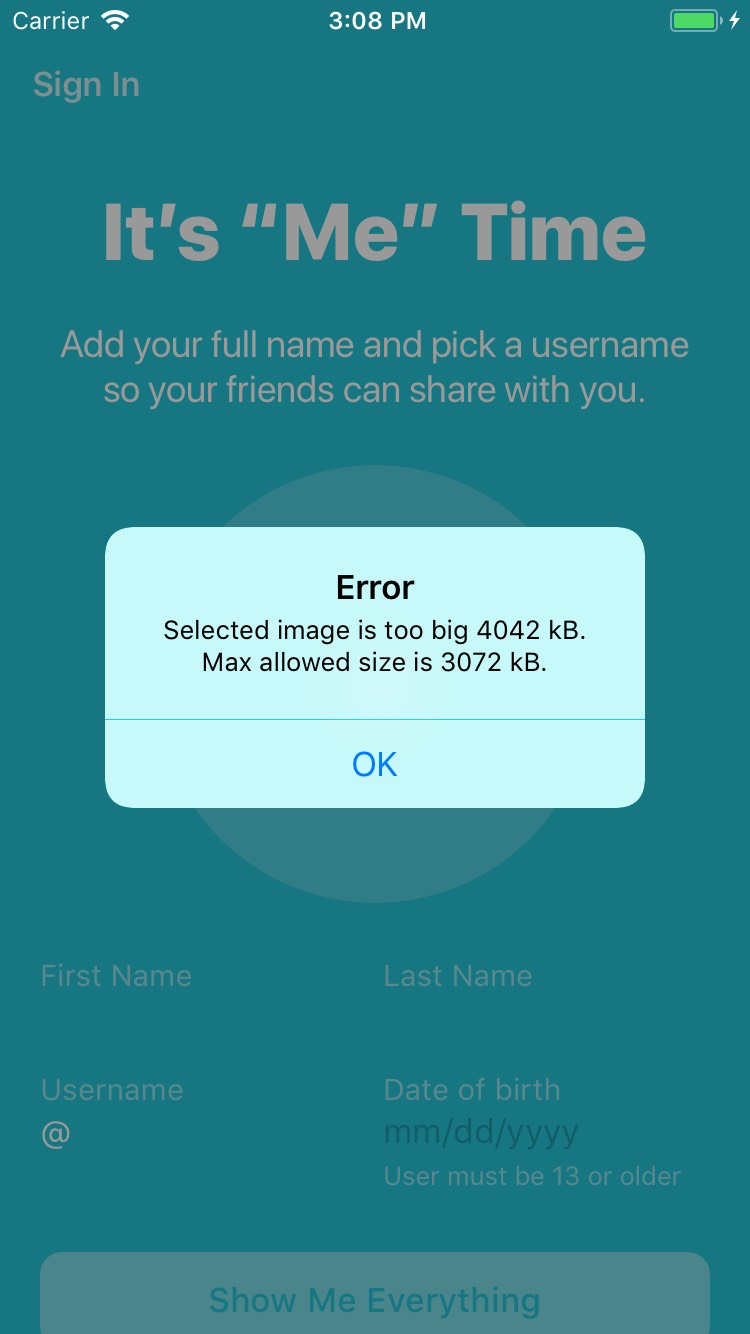 Carrier 3:08 PM
Sign In
It’s “Me” Time
Add your full name and pick a username
so your friends can share with you.
Error
Selected image is too big 4042 kB.
Max allowed size is 3072 kB.
OK
First Name Last Name
Username Date of birth
@ mm/dd/yyyy
User must be 13 or older
Show Me Everything